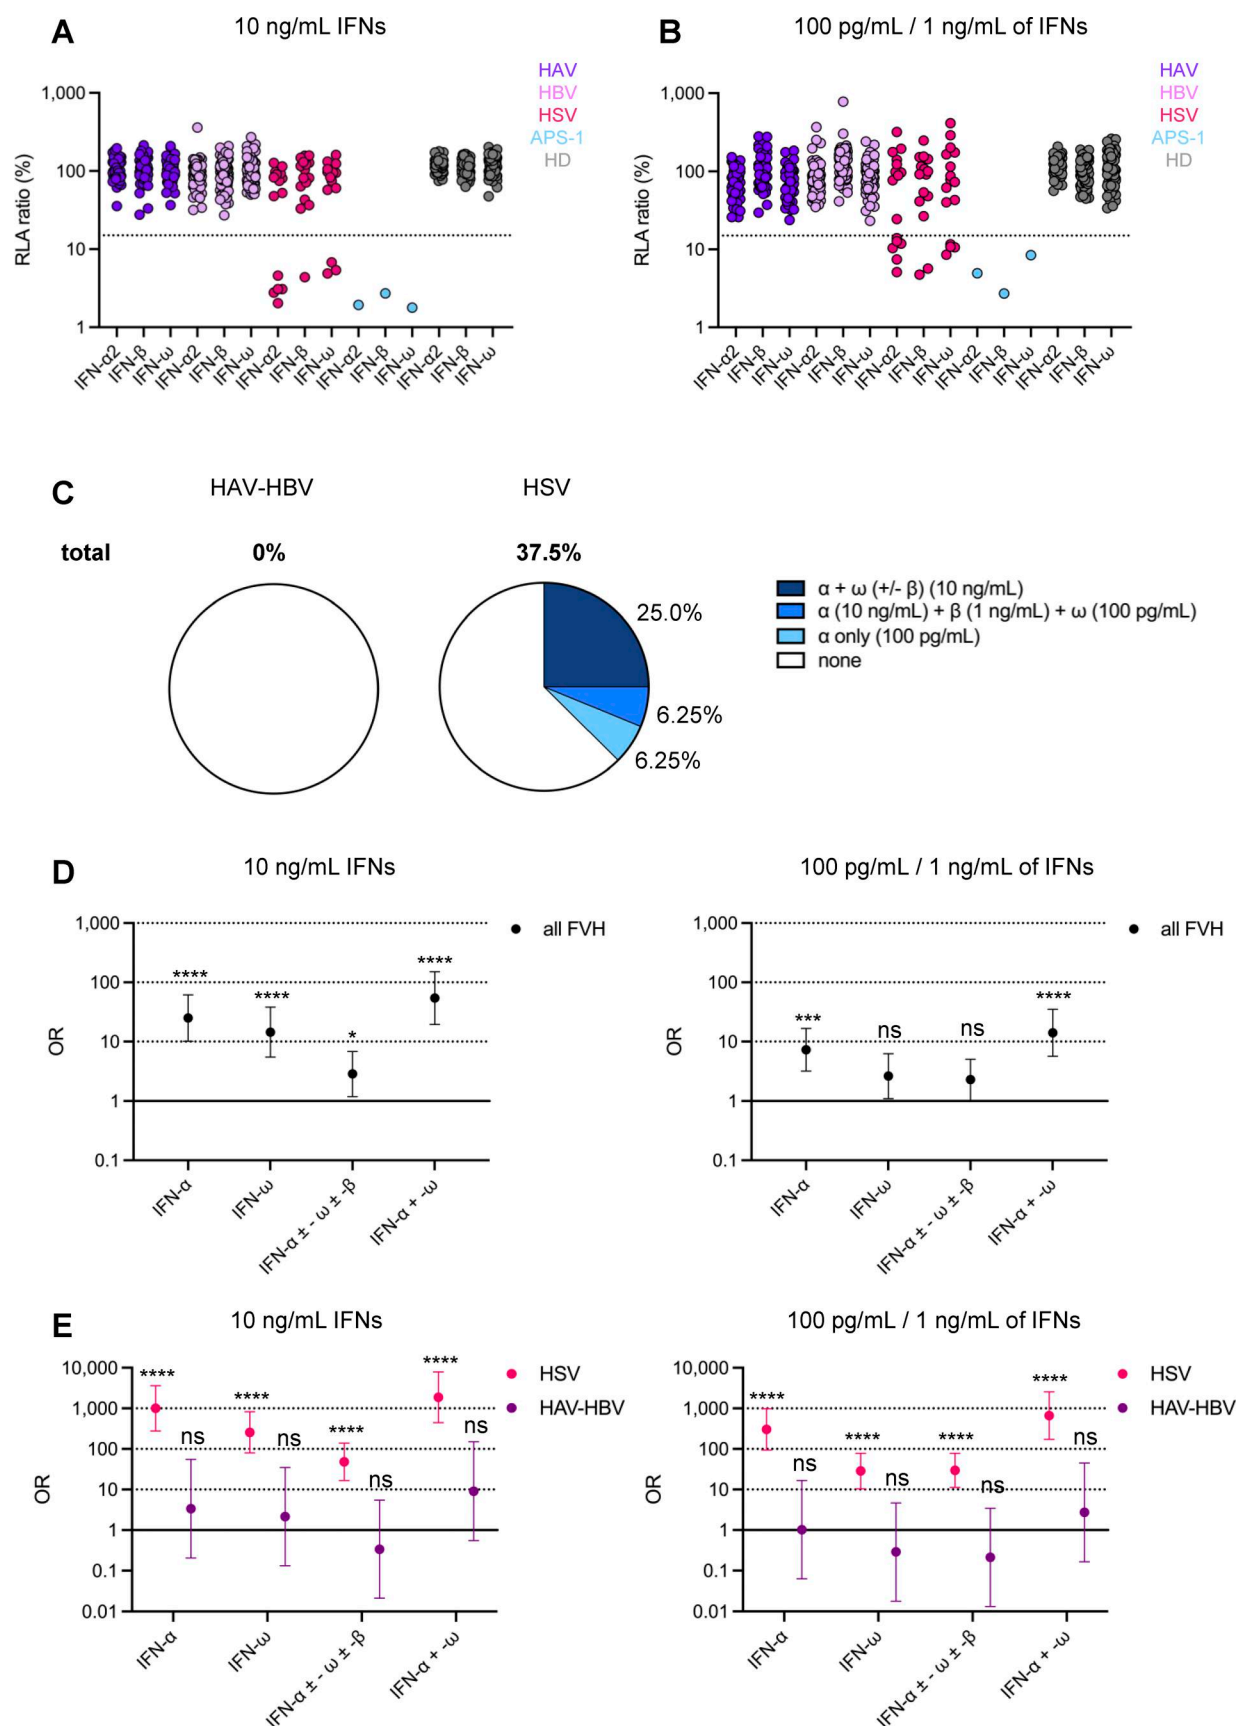 A
10 ng/mL IFNs
HAV
HBV
HSV
APS-1
HD
RLA ratio (%)
1,000
100
10
1
IFN-α2
IFN-β
IFN-ω
IFN-α2
IFN-β
IFN-ω
IFN-α2
IFN-β
IFN-ω
IFN-α2
IFN-β
IFN-ω
IFN-α2
IFN-β
IFN-ω
B
100 pg/mL / 1 ng/mL of IFNs
HAV
HBV
HSV
APS-1
HD
RLA ratio (%)
1,000
100
10
1
IFN-α2
IFN-β
IFN-ω
IFN-α2
IFN-β
IFN-ω
IFN-α2
IFN-β
IFN-ω
IFN-α2
IFN-β
IFN-ω
IFN-α2
IFN-β
IFN-ω
C
HAV-HBV
HSV
total
0%
37.5%
25.0%
6.25%
6.25%
α + ω (+/- β) (10 ng/mL)
α (10 ng/mL) + β (1 ng/mL) + ω (100 pg/mL)
α only (100 pg/mL)
none
D
10 ng/mL IFNs
all FVH
OR
1,000
100
10
1
0.1
****
****
*
****
IFN-α
IFN-ω
IFN-α ± - ω ± -β
IFN-α + -ω
100 pg/mL / 1 ng/mL of IFNs
all FVH
OR
1,000
100
10
1
0.1
***
ns
ns
****
IFN-α
IFN-ω
IFN-α ± - ω ± -β
IFN-α + -ω
E
10 ng/mL IFNs
HSV
HAV-HBV
OR
10,000
1,000
100
10
1
0.1
0.01
****
ns
****
ns
****
ns
****
ns
IFN-α
IFN-ω
IFN-α ± - ω ± -β
IFN-α + -ω
100 pg/mL / 1 ng/mL of IFNs
HSV
HAV-HBV
OR
10,000
1,000
100
10
1
0.1
0.01
****
ns
****
ns
****
ns
****
ns
IFN-α
IFN-ω
IFN-α ± - ω ± -β
IFN-α + -ω